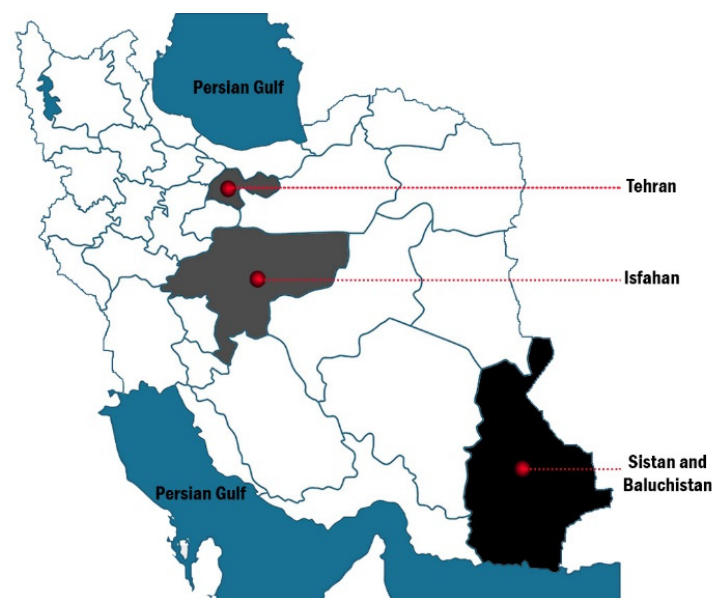 Persian Gulf
Tehran
Isfahan
Sistan and
Baluchistan
Persian Gulf